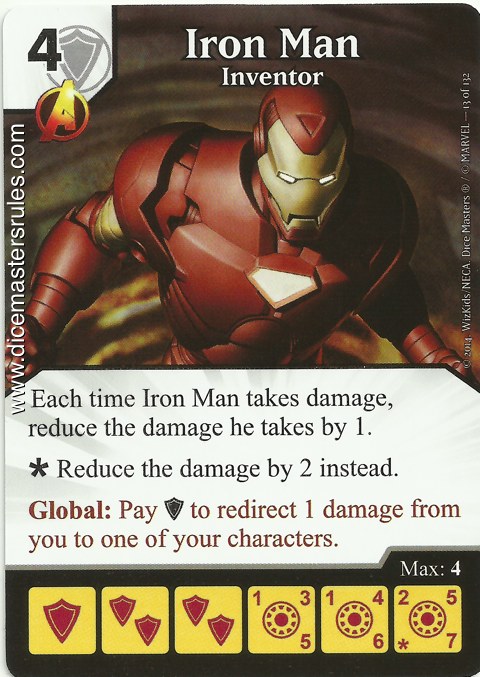 4
Iron Man
Inventor
www.dicemastersrules.com
© 2014 WizKids/NECA. Dice Masters ® / © MARVEL — 13 of 132
Each time Iron Man takes damage,
reduce the damage he takes by 1.
* Reduce the damage by 2 instead.
Global: Pay to redirect 1 damage from
you to one of your characters.
Max: 4
1 3 1 4 2 5
5 6 * 7